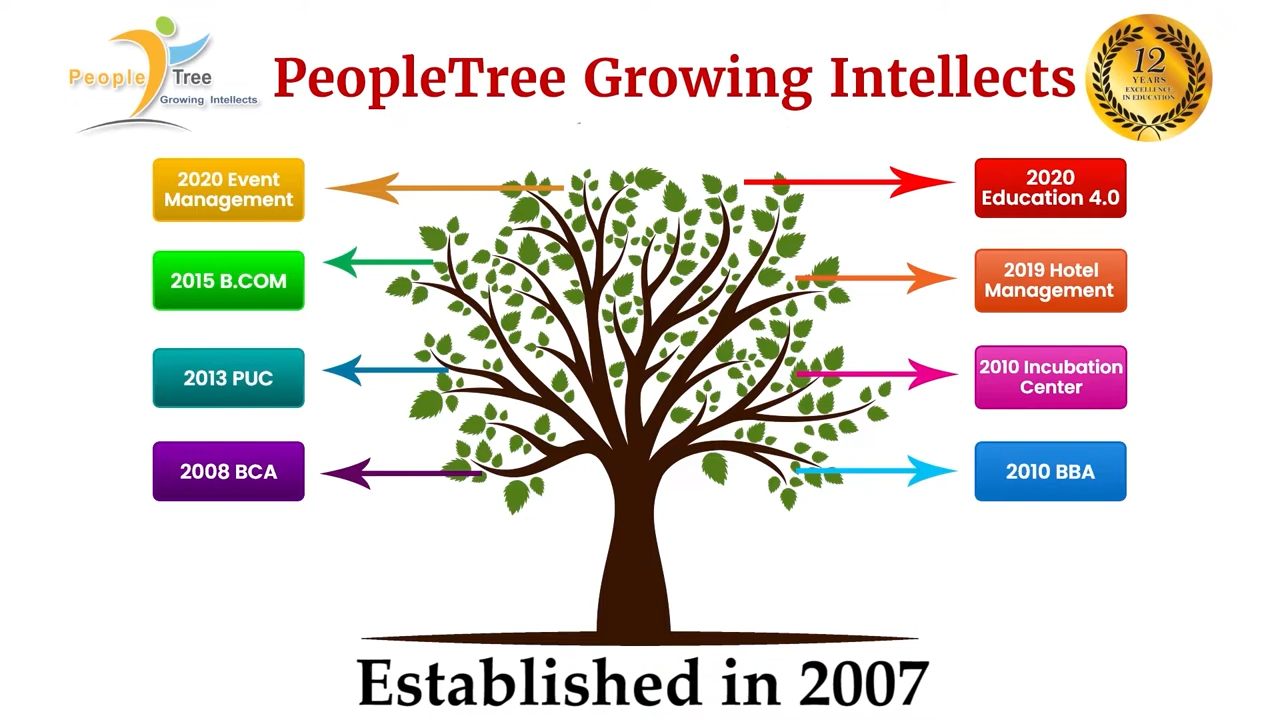 People Tree
Growing Intellects
PeopleTree Growing Intellects
12
YEARS
EXCELLENCE
IN EDUCATION
2020 Event
Management
2020
Education 4.0
2015 B.COM
2019 Hotel
Management
2013 PUC
2010 Incubation
Center
2008 BCA
2010 BBA
Established in 2007